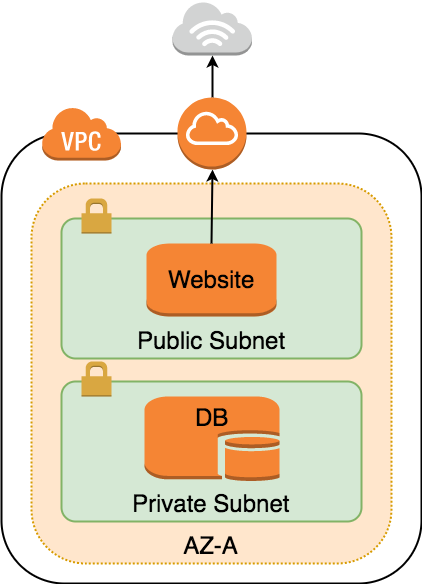 VPC
Website
Public Subnet
DB
Private Subnet
AZ-A